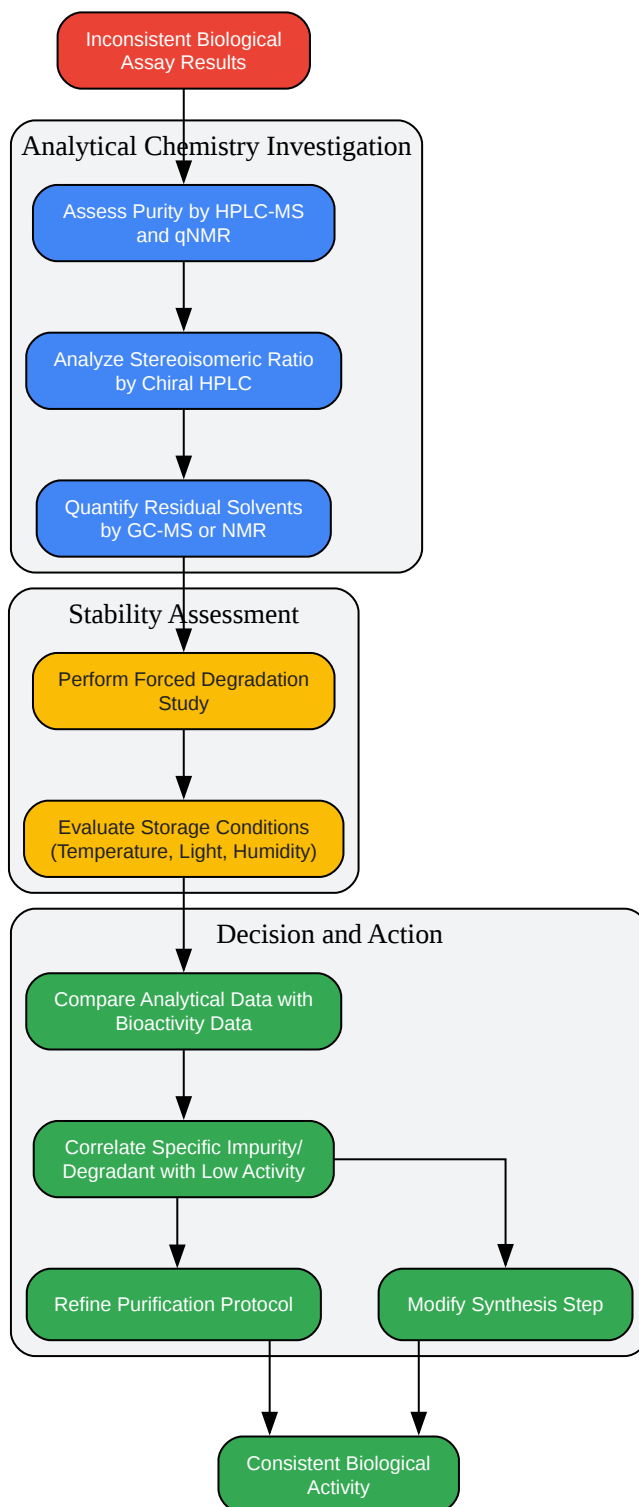 Inconsistent Biological
Assay Results
Analytical Chemistry Investigation
Assess Purity by HPLC-MS
and qNMR
Analyze Stereoisomeric Ratio
by Chiral HPLC
Quantify Residual Solvents
by GC-MS or NMR
Stability Assessment
Perform Forced Degradation
Study
Evaluate Storage Conditions
(Temperature, Light, Humidity)
Decision and Action
Compare Analytical Data with
Bioactivity Data
Correlate Specific Impurity/
Degradant with Low Activity
Refine Purification Protocol
Modify Synthesis Step
Consistent Biological
Activity